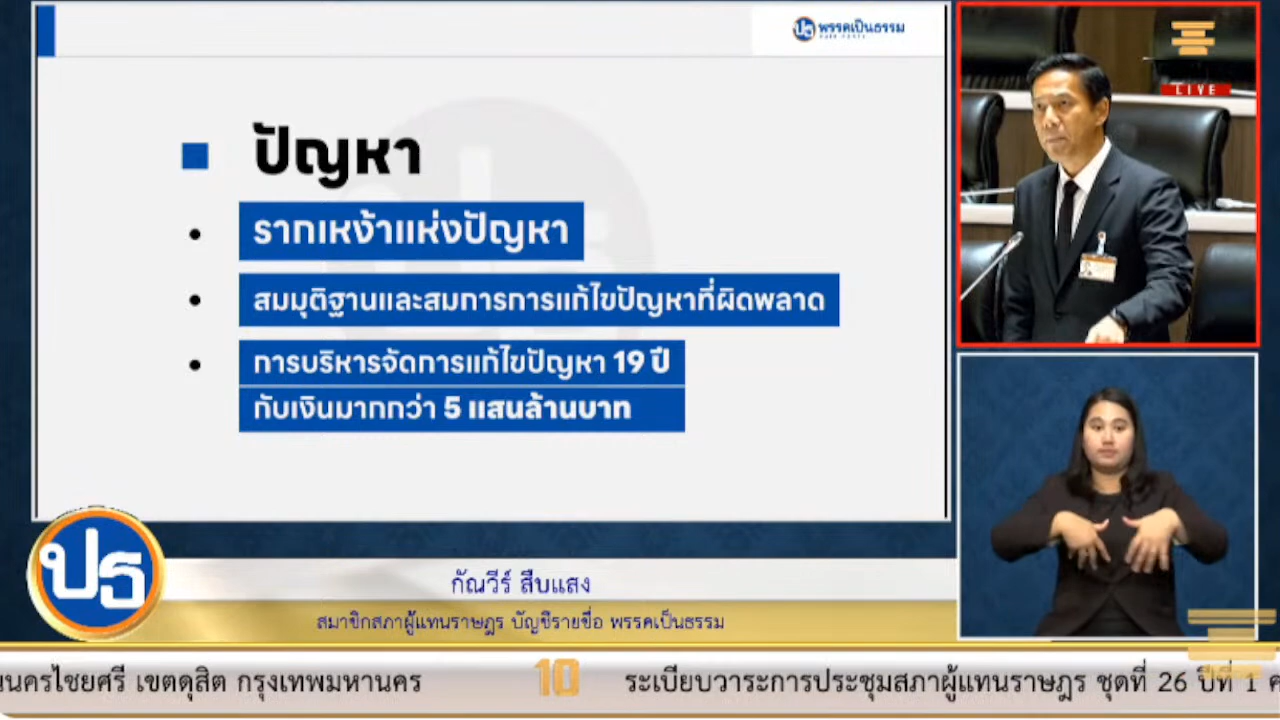 พรรคเป็นธรรม
LIVE
ปัญหา
รากเหง้าแห่งปัญหา
สมมุติฐานและสมการการแก้ไขปัญหาที่ผิดพลาด
การบริหารจัดการแก้ไขปัญหา 19 ปี
กับเงินมากกว่า 5 แสนล้านบาท
ปธ
กัณวีร์ สืบแสง
สมาชิกสภาผู้แทนราษฎร บัญชีรายชื่อ พรรคเป็นธรรม
นครไชยศรี เขตดุสิต กรุงเทพมหานคร
10
ระเบียบวาระการประชุมสภาผู้แทนราษฎร ชุดที่ 26 ปีที่ 1